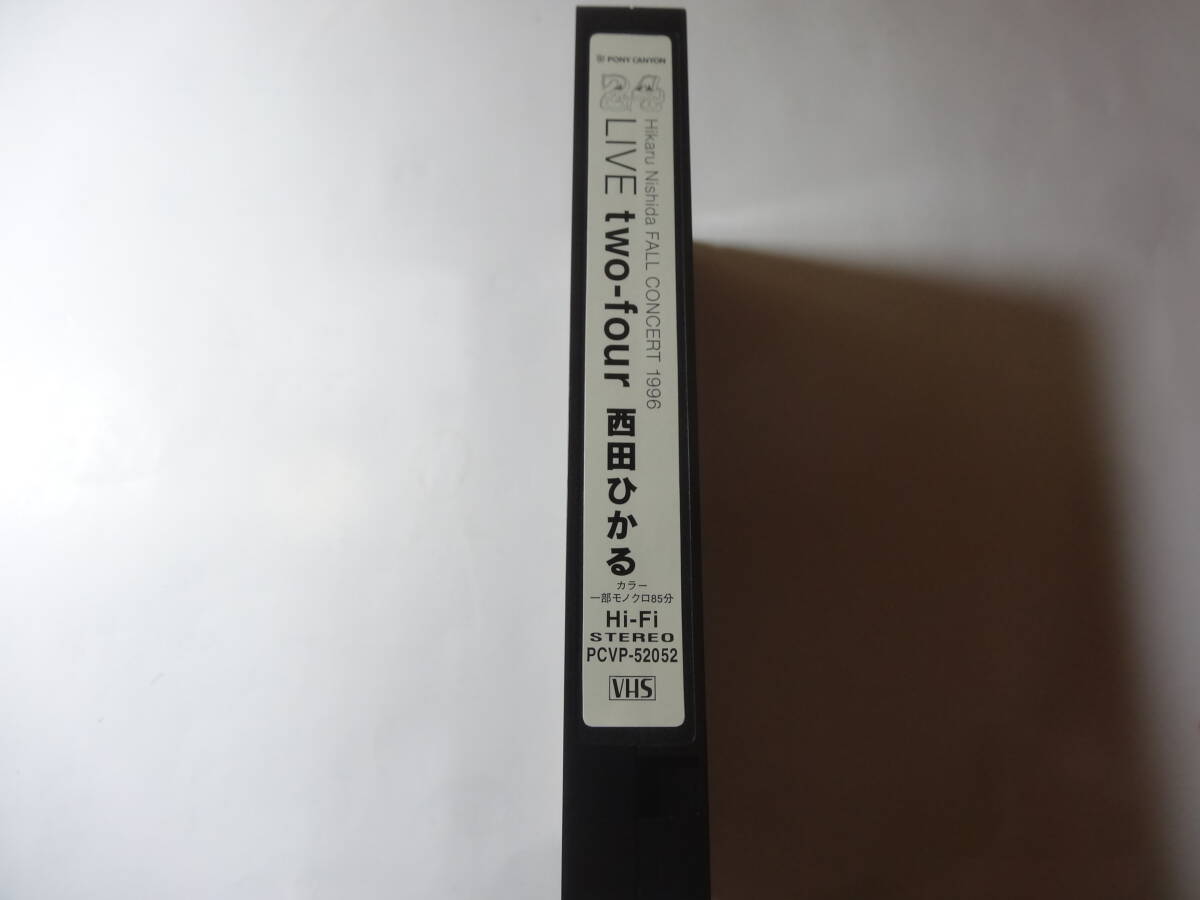 PONY CANYON
24
Hikaru Nishida FALL CONCERT 1996
LIVE two-four 西田ひかる
カラー
一部モノクロ85分
Hi-Fi
STEREO
PCVP-52052
VHS